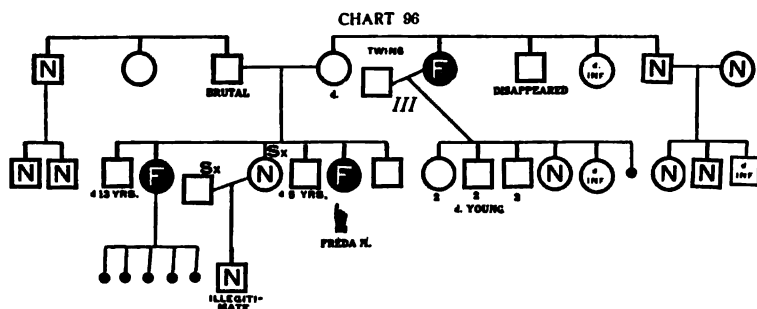 CHART 96
TWINS
N F d. INF N N
BRUTAL d. III DISAPPEARED
Sx Sx
N N F N F N d INF N N d INF
d 13 YRS. d 5 YRS. 2 2 3
d. YOUNG
FREDA N.
N
ILLEGITI-
MATE